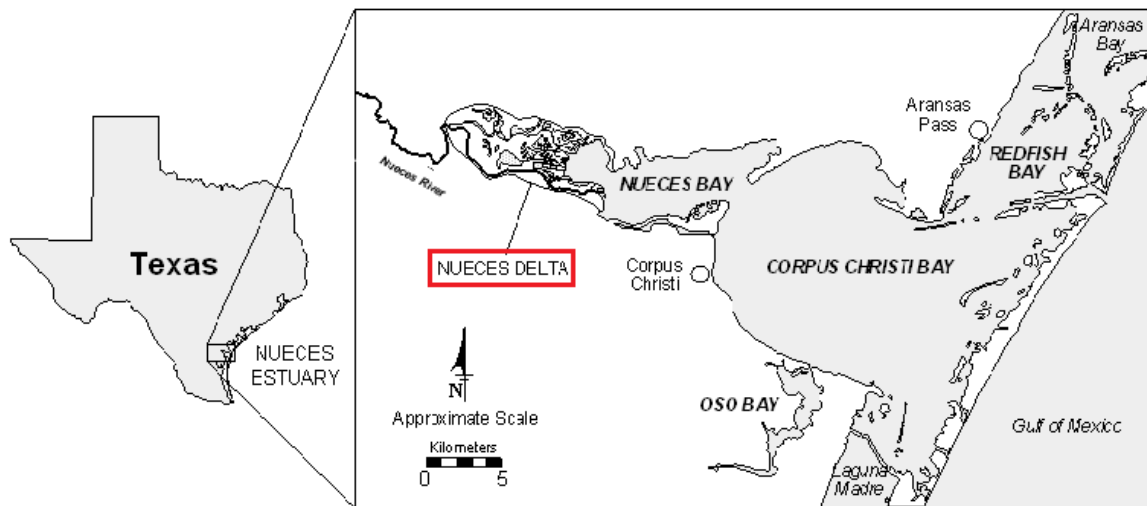 Texas
NUECES
ESTUARY
Nueces River
NUECES DELTA
NUECES BAY
Corpus
Christi
CORPUS CHRISTI BAY
Aransas
Pass
Aransas
Bay
REDFISH
BAY
OSO BAY
Laguna
Madre
Gulf of Mexico
N
Approximate Scale
Kilometers
0 5